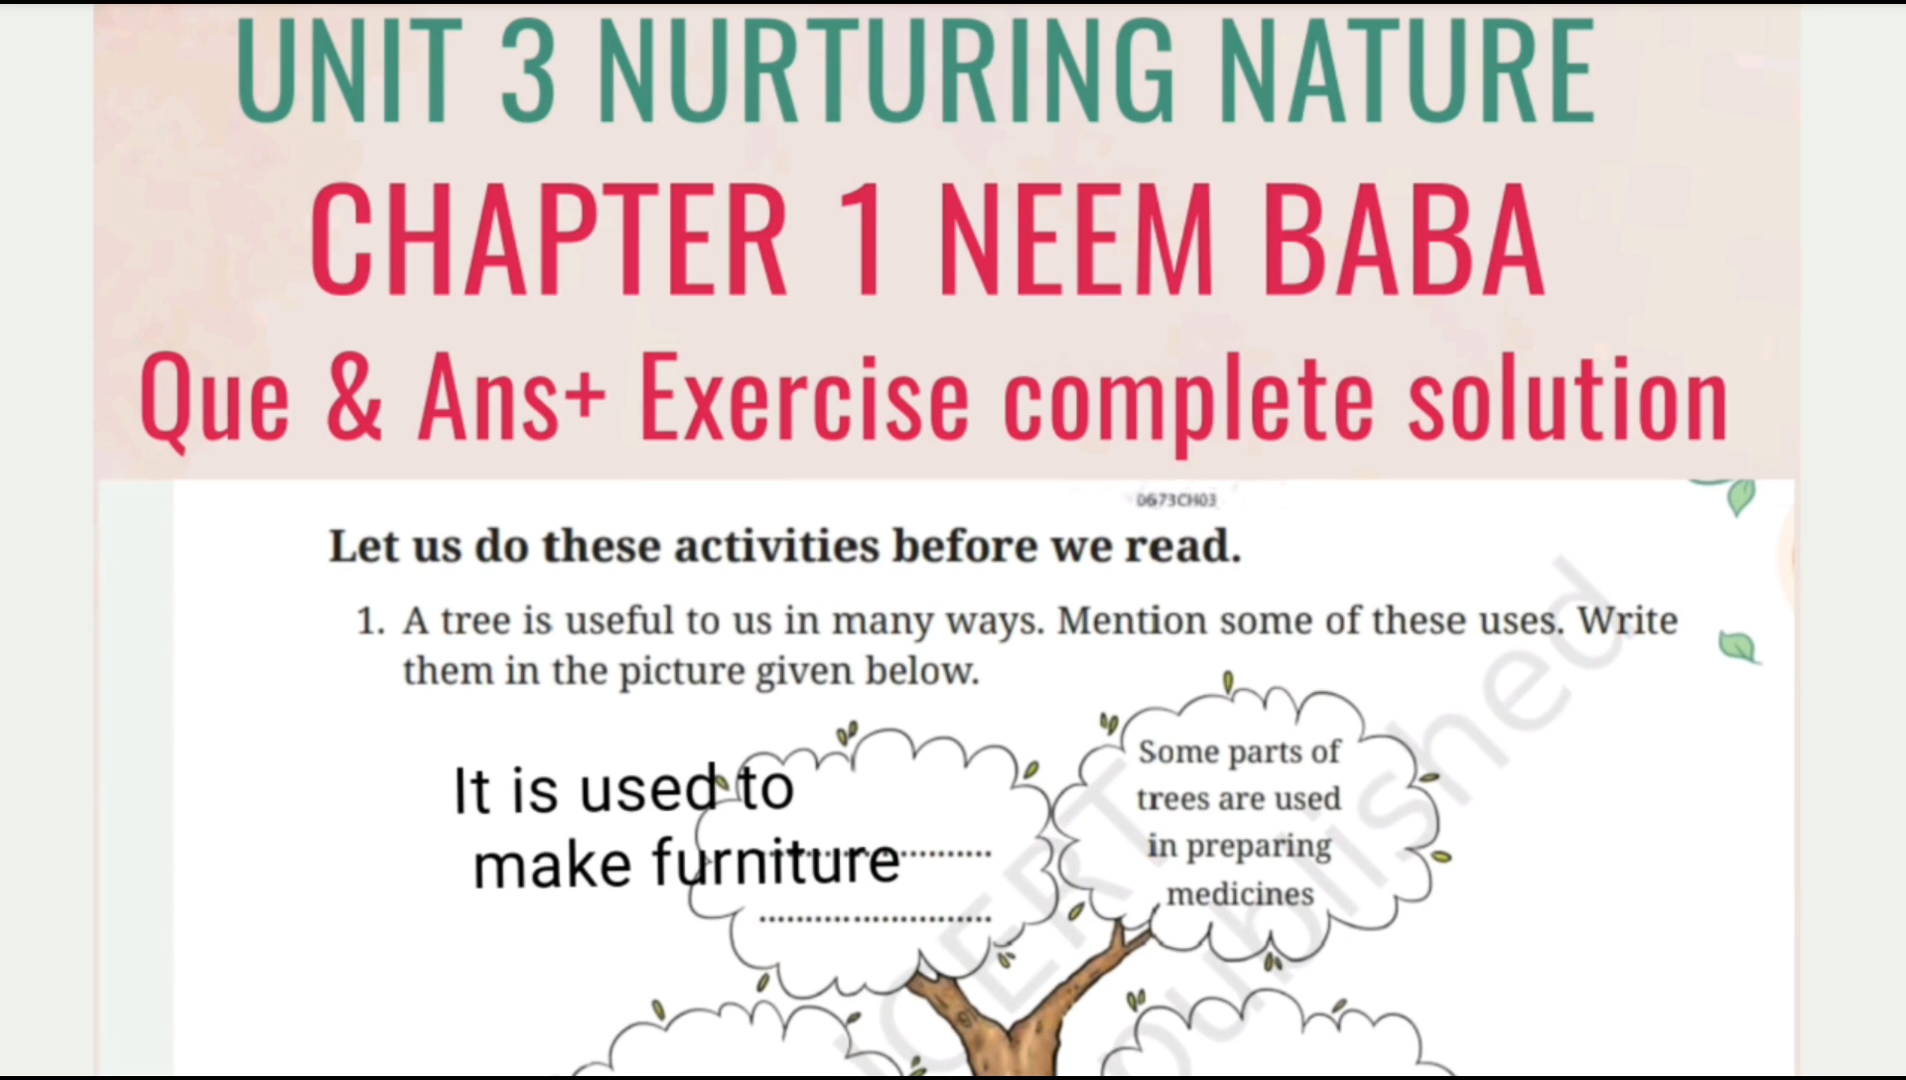 UNIT 3 NURTURING NATURE
CHAPTER 1 NEEM BABA
Que & Ans+ Exercise complete solution
0673CH03
Let us do these activities before we read.
1. A tree is useful to us in many ways. Mention some of these uses. Write
them in the picture given below.
It is used to
make furniture
Some parts of
trees are used
in preparing
medicines
NCERT
published